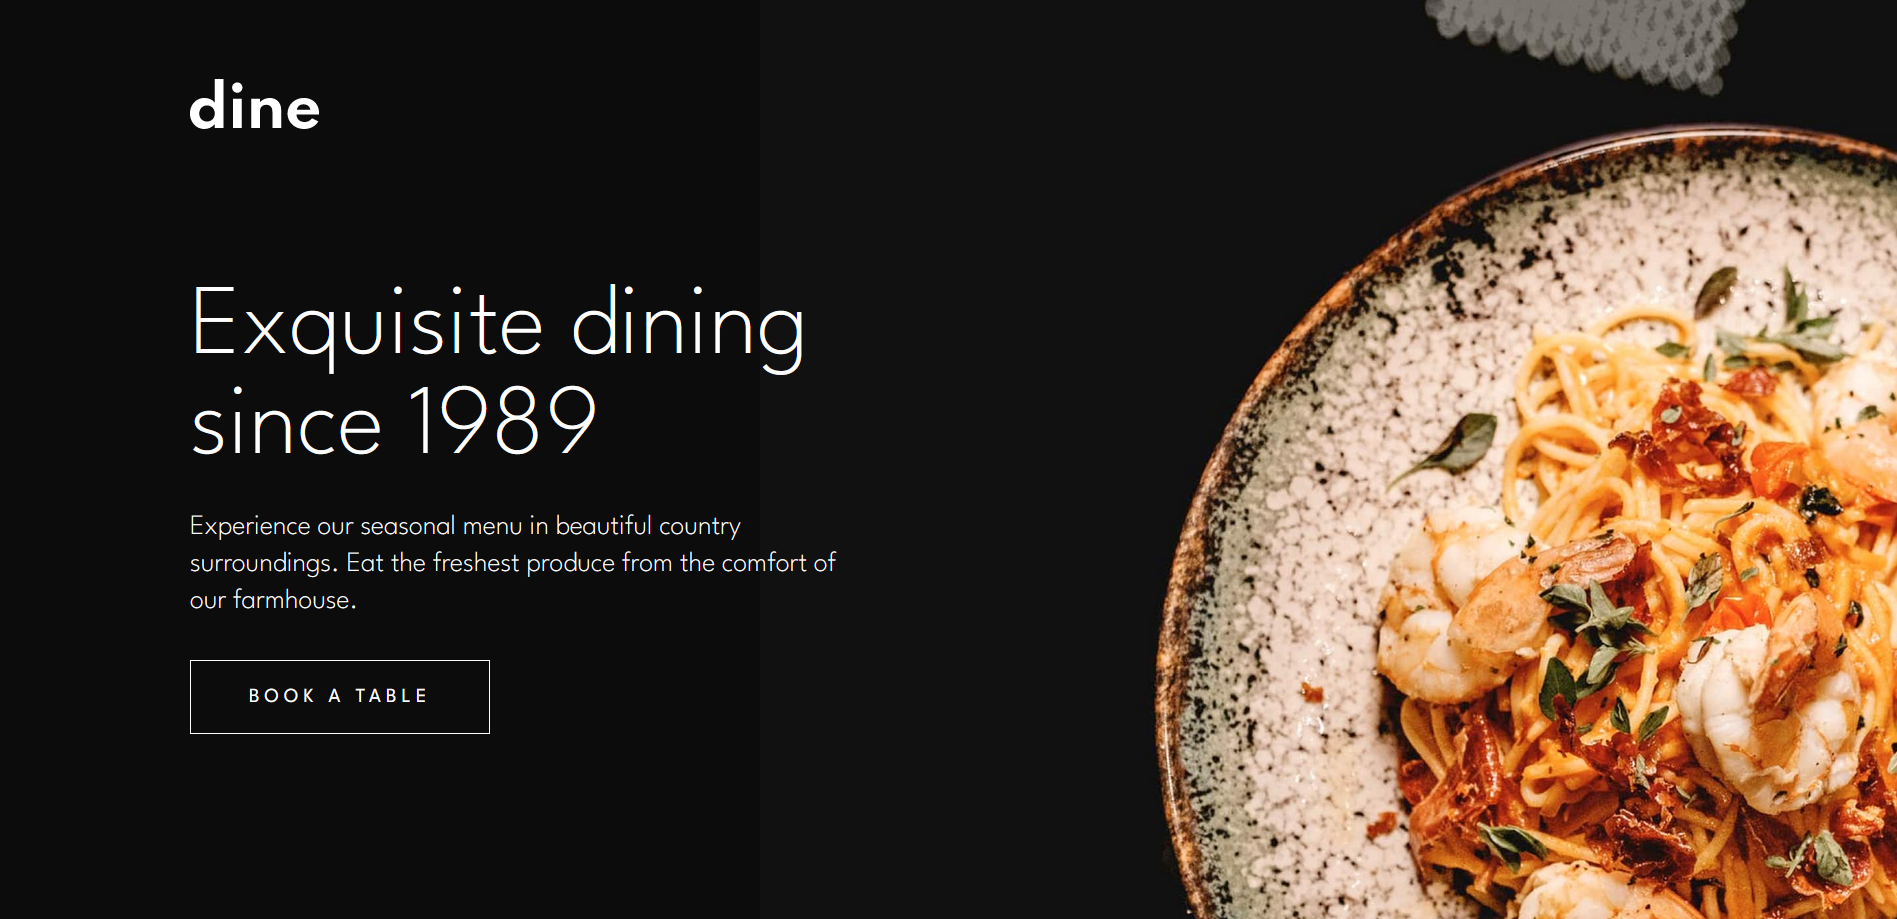 dine
Exquisite dining
since 1989
Experience our seasonal menu in beautiful country
surroundings. Eat the freshest produce from the comfort of
our farmhouse.
BOOK A TABLE